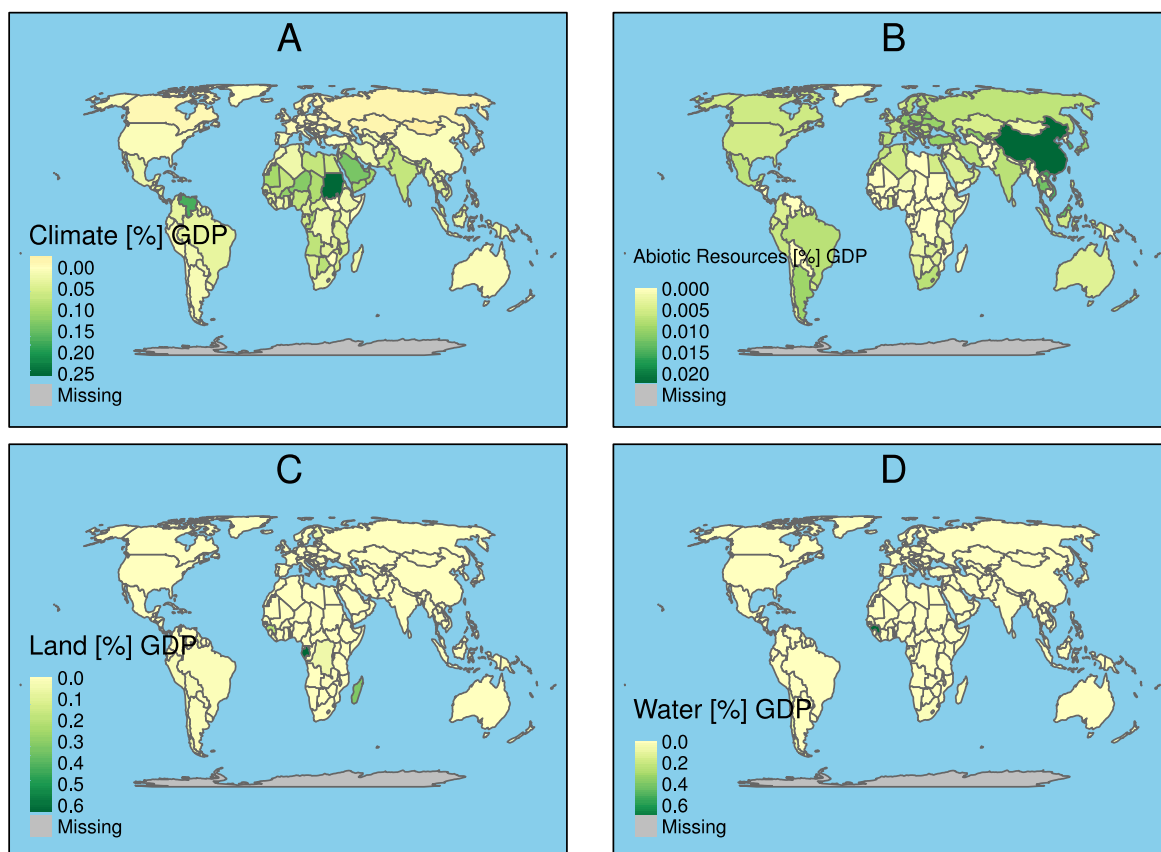 A
Climate [%] GDP
0.00
0.05
0.10
0.15
0.20
0.25
Missing
B
Abiotic Resources [%] GDP
0.000
0.005
0.010
0.015
0.020
Missing
C
Land [%] GDP
0.0
0.1
0.2
0.3
0.4
0.5
0.6
Missing
D
Water [%] GDP
0.0
0.2
0.4
0.6
Missing